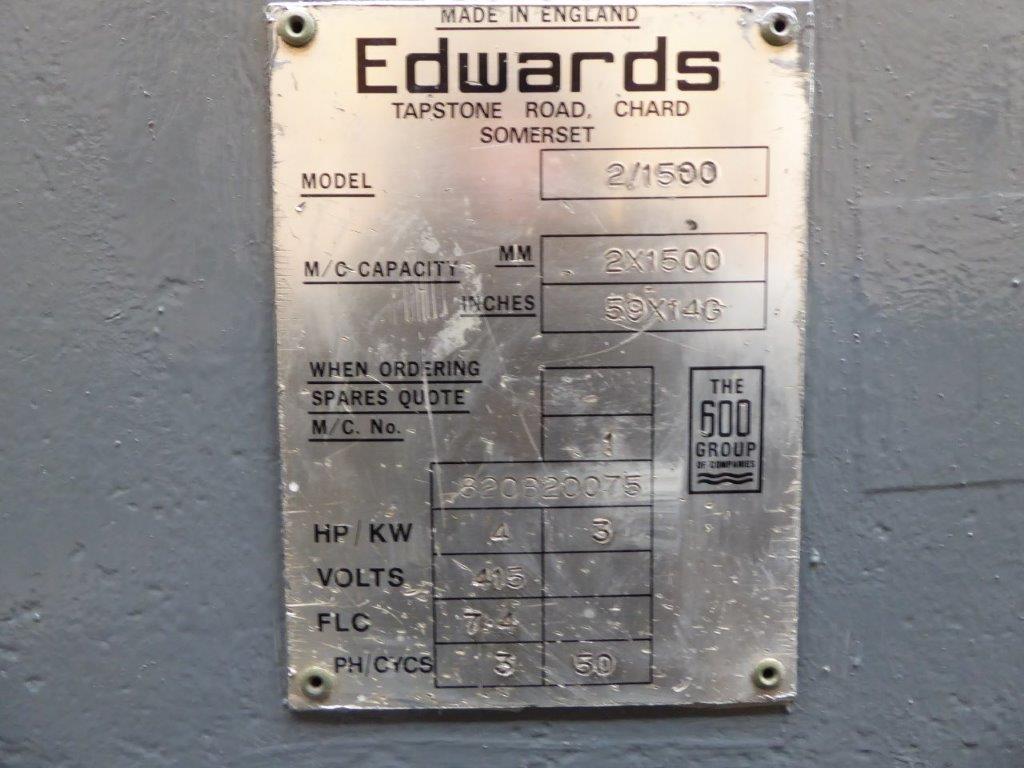 MADE IN ENGLAND
Edwards
TAPSTONE ROAD, CHARD
SOMERSET
MODEL 2/1500
M/C CAPACITY MM 2X1500
INCHES 59X14G
WHEN ORDERING
SPARES QUOTE
M/C. No. 1
THE
600
GROUP
OF COMPANIES
HP/KW 4 3
VOLTS 415
FLC 7.4
PH/CYCS 3 50